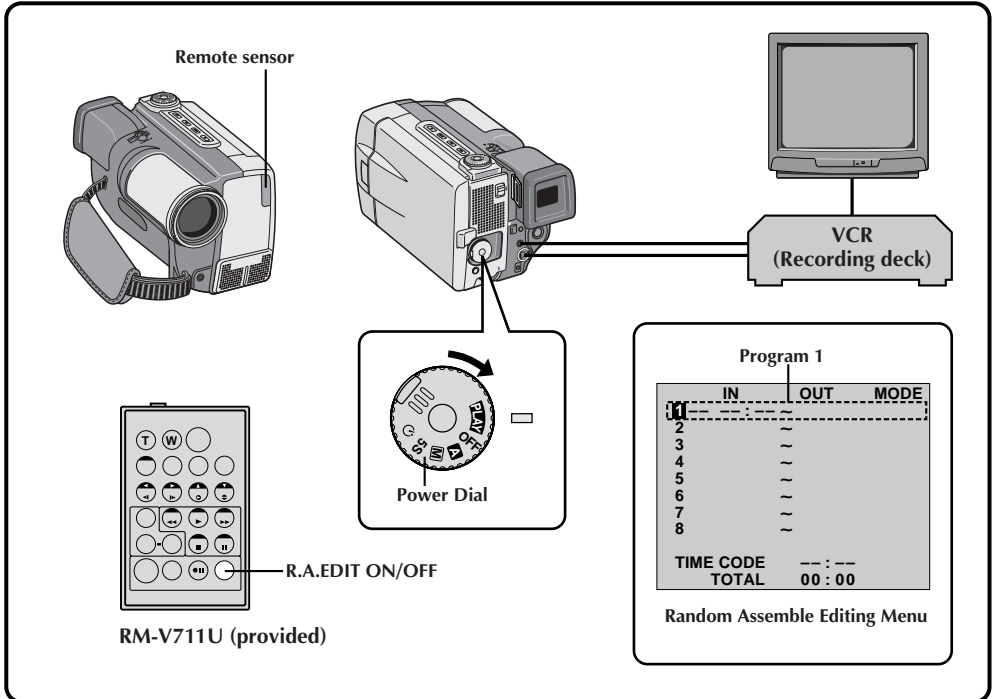 Remote sensor
VCR
(Recording deck)
PLAY
OFF
A
M
5S
Power Dial
T W
R.A.EDIT ON/OFF
RM-V711U (provided)
Program 1
IN OUT MODE
1 –– ––:–– ~
2 ~
3 ~
4 ~
5 ~
6 ~
7 ~
8 ~
TIME CODE ––:––
TOTAL 00:00
Random Assemble Editing Menu